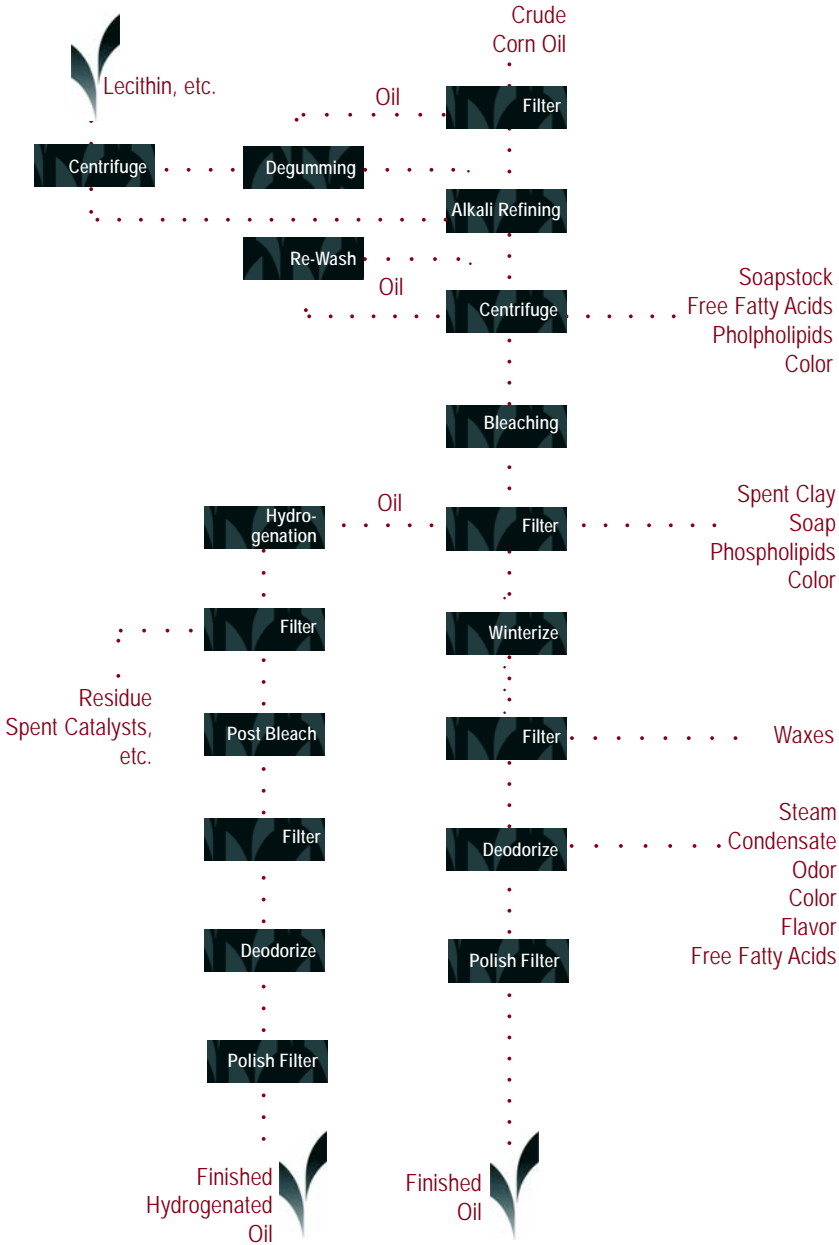 Crude
Corn Oil
Lecithin, etc.
Oil
Filter
Centrifuge
Degumming
Alkali Refining
Re-Wash
Oil
Centrifuge
Soapstock
Free Fatty Acids
Pholpholipids
Color
Bleaching
Hydro-
genation
Oil
Filter
Spent Clay
Soap
Phospholipids
Color
Filter
Winterize
Residue
Spent Catalysts,
etc.
Post Bleach
Filter
Waxes
Filter
Deodorize
Steam
Condensate
Odor
Color
Flavor
Free Fatty Acids
Deodorize
Polish Filter
Polish Filter
Finished
Hydrogenated
Oil
Finished
Oil